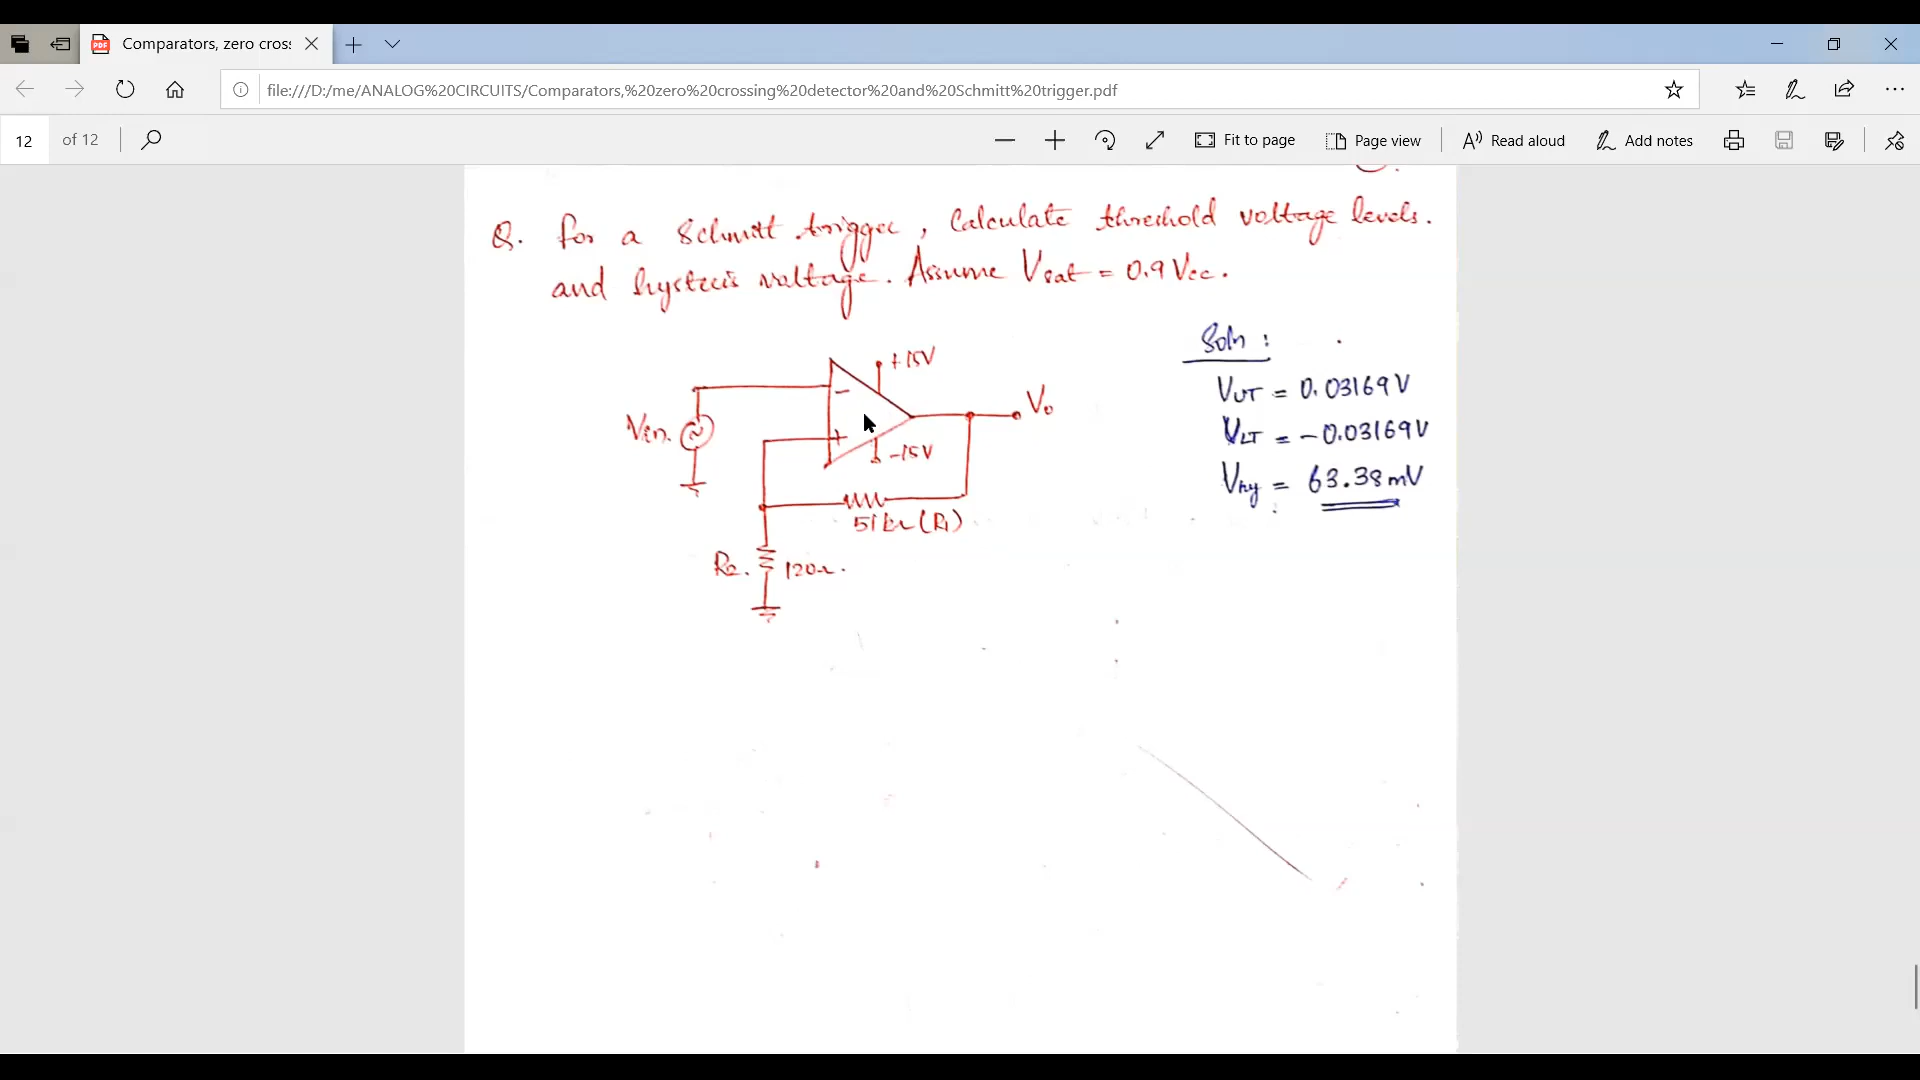 Comparators, zero cros:
file:///D:/me/ANALOG%20CIRCUITS/Comparators,%20zero%20crossing%20detector%20and%20Schmitt%20trigger.pdf
12 of 12 Fit to page Page view Read aloud Add notes
Q. For a Schmitt trigger, Calculate threshold voltage levels.
and hysteris voltage. Assume Vsat = 0.9 Vcc.
Soln :
+15V
VUT = 0.03169V
Vin. Vo
VLT = -0.03169V
-15V
Vhy = 63.38mV
51kΩ (R1)
R2. 120Ω.